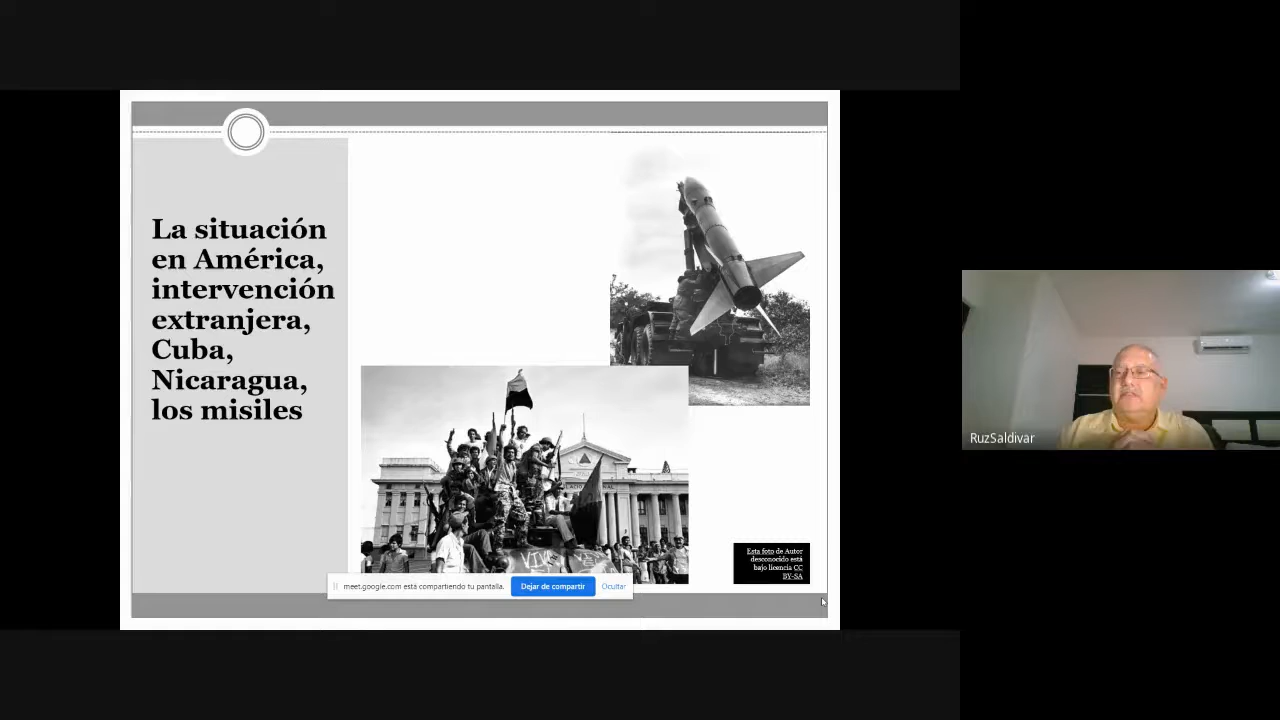 La situación
en América,
intervención
extranjera,
Cuba,
Nicaragua,
los misiles
VIVA
Esta foto de Autor
desconocido está
bajo licencia CC
BY-SA
meet.google.com está compartiendo tu pantalla.
Dejar de compartir
Ocultar
RuzSaldivar